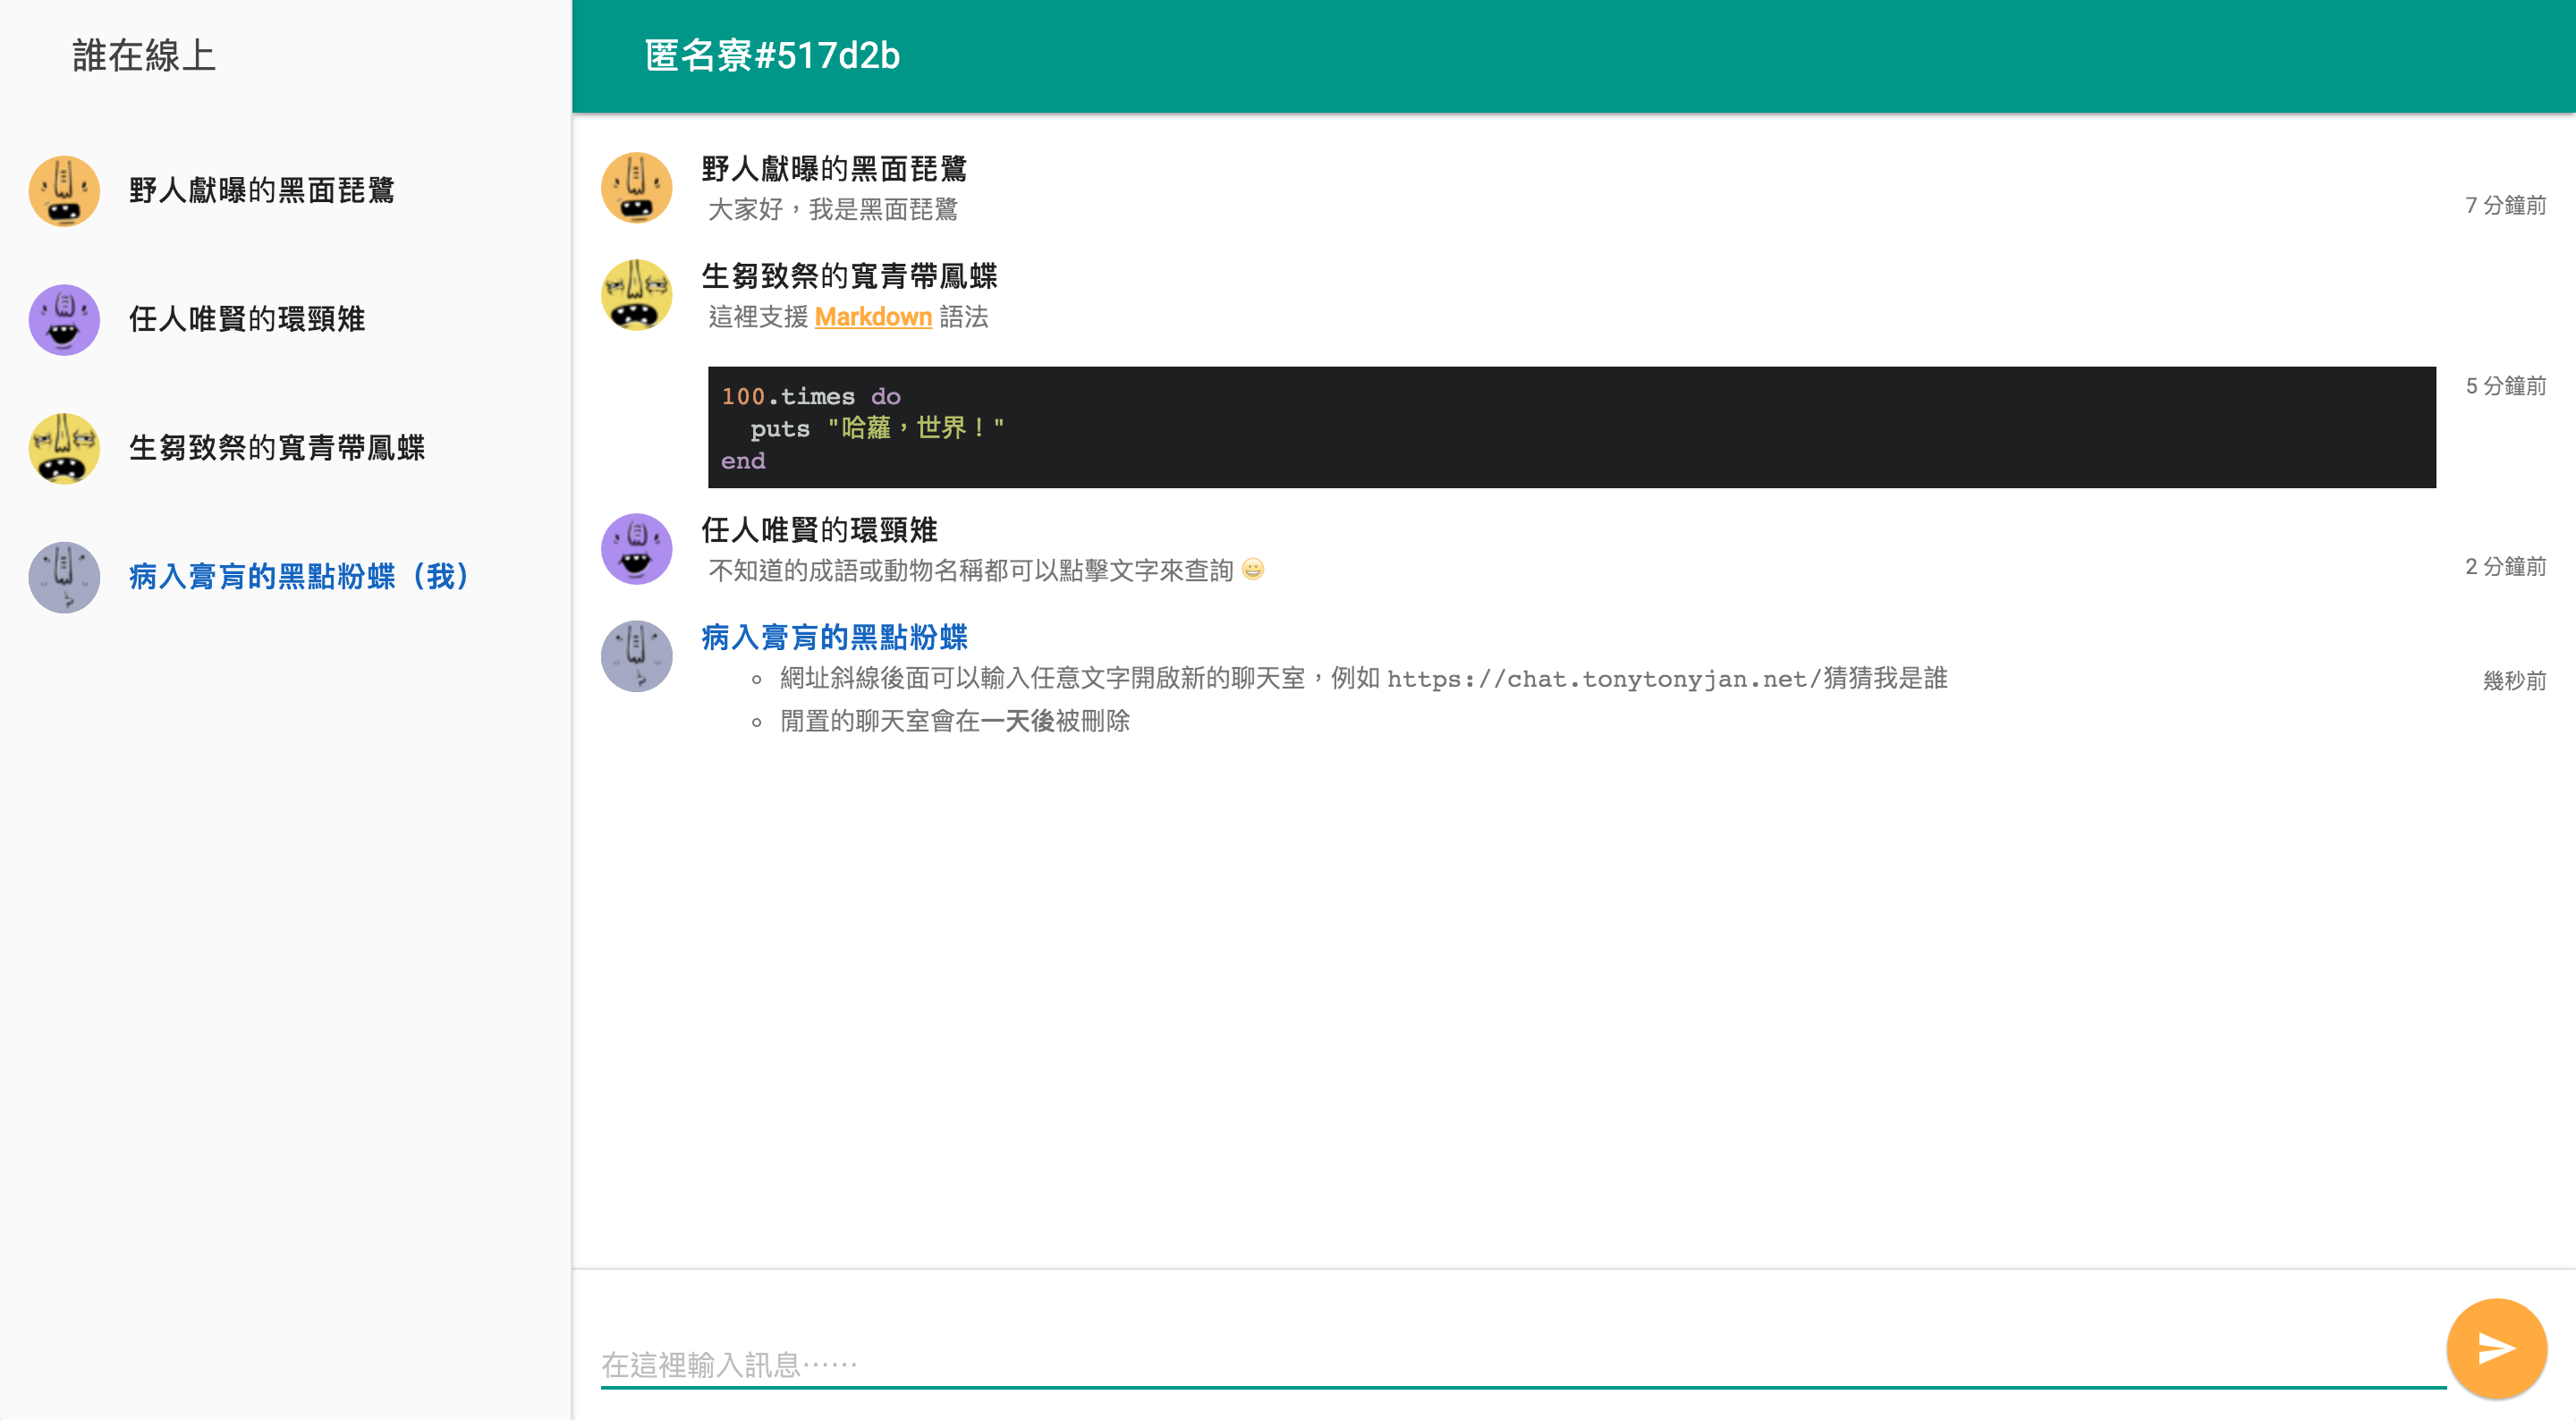 誰在線上
野人獻曝的黑面琵鷺
任人唯賢的環頸雉
生芻致祭的寬青帶鳳蝶
病入膏肓的黑點粉蝶（我）
匿名寮#517d2b
野人獻曝的黑面琵鷺
大家好，我是黑面琵鷺
7 分鐘前
生芻致祭的寬青帶鳳蝶
這裡支援 Markdown 語法
100.times do
  puts "哈蘿，世界！"
end
5 分鐘前
任人唯賢的環頸雉
不知道的成語或動物名稱都可以點擊文字來查詢 😀
2 分鐘前
病入膏肓的黑點粉蝶
網址斜線後面可以輸入任意文字開啟新的聊天室，例如 https://chat.tonytonyjan.net/猜猜我是誰
幾秒前
閒置的聊天室會在一天後被刪除
在這裡輸入訊息⋯⋯